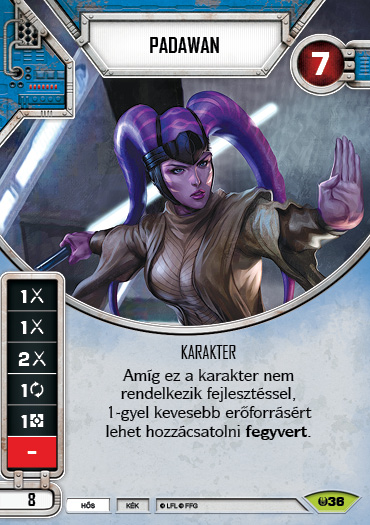 PADAWAN
7
1
1
2
1
1
-
KARAKTER
Amíg ez a karakter nem
rendelkezik fejlesztéssel,
1-gyel kevesebb erőforrásért
lehet hozzácsatolni fegyvert.
8
HŐS
KÉK
© LFL © FFG
36